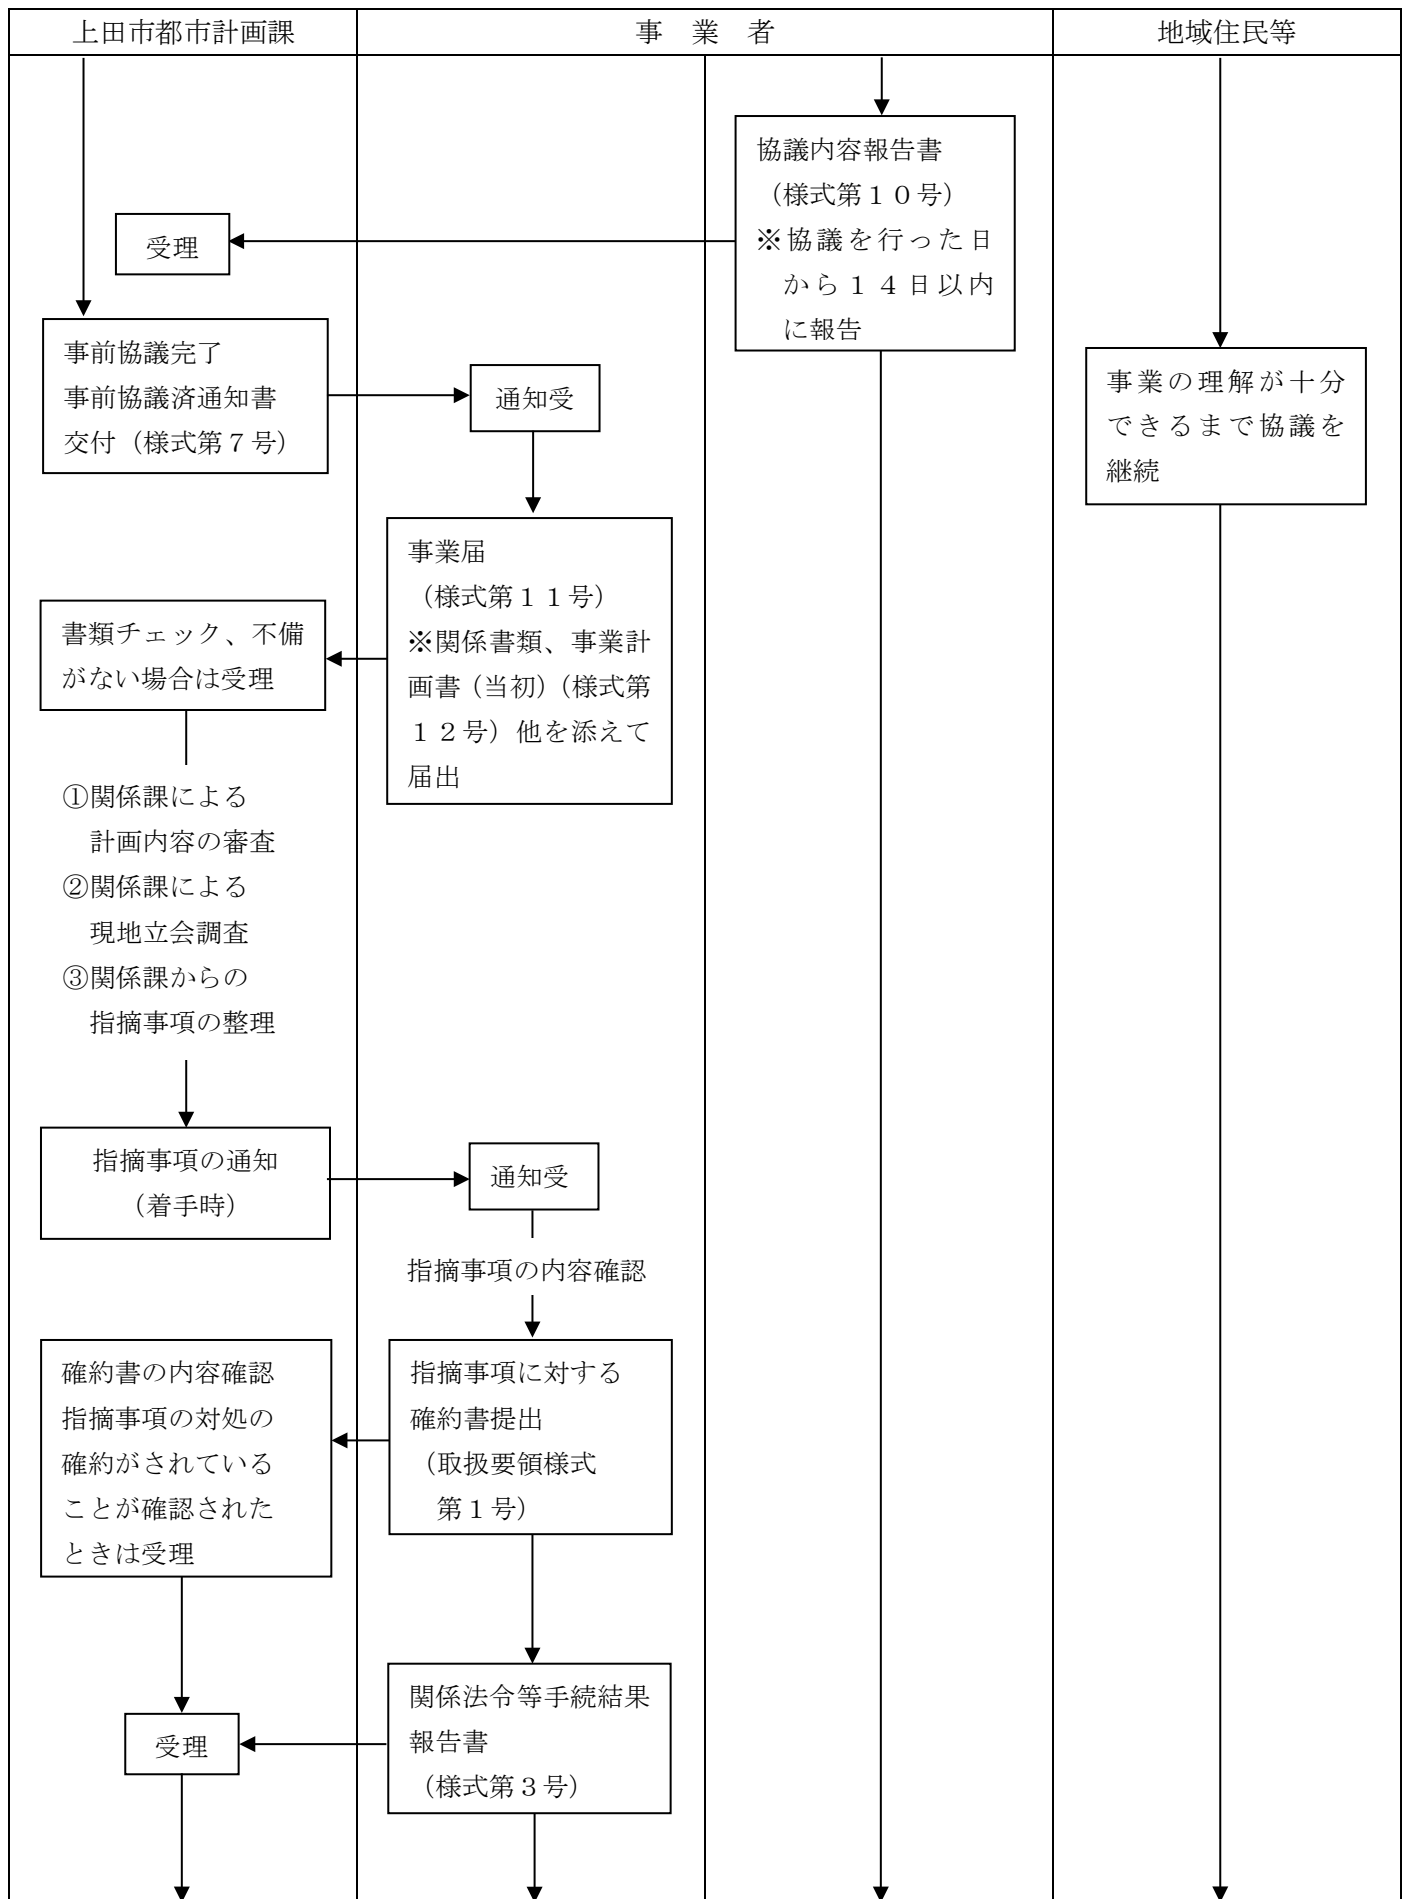 上田市都市計画課
事　業　者
地域住民等
協議内容報告書
（様式第１０号）
※協議を行った日
から１４日以内
に報告
受理
事前協議完了
事前協議済通知書
交付（様式第７号）
通知受
事業の理解が十分
できるまで協議を
継続
事業届
（様式第１１号）
※関係書類、事業計
画書（当初）（様式第
１２号）他を添えて
届出
書類チェック、不備
がない場合は受理
①関係課による
計画内容の審査
②関係課による
現地立会調査
③関係課からの
指摘事項の整理
指摘事項の通知
（着手時）
通知受
指摘事項の内容確認
指摘事項に対する
確約書提出
（取扱要領様式
第１号）
確約書の内容確認
指摘事項の対処の
確約がされている
ことが確認された
ときは受理
関係法令等手続結果
報告書
（様式第３号）
受理